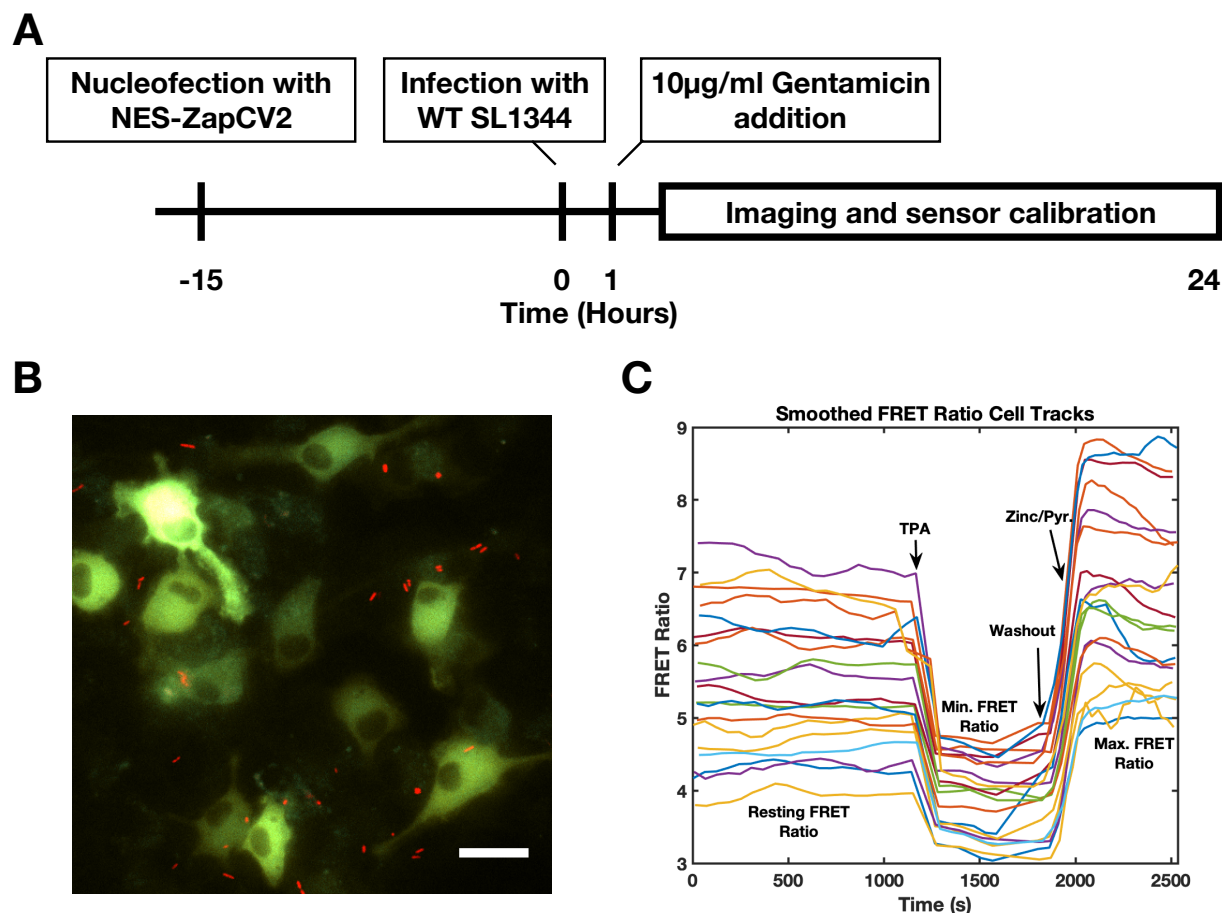 A
Nucleofection with
NES-ZapCV2
Infection with
WT SL1344
10µg/ml Gentamicin
addition
Imaging and sensor calibration
-15
0
1
24
Time (Hours)
B
C
Smoothed FRET Ratio Cell Tracks
9
8
7
6
5
4
3
FRET Ratio
TPA
Zinc/Pyr.
Washout
Min. FRET
Ratio
Max. FRET
Ratio
Resting FRET
Ratio
0
500
1000
1500
2000
2500
Time (s)